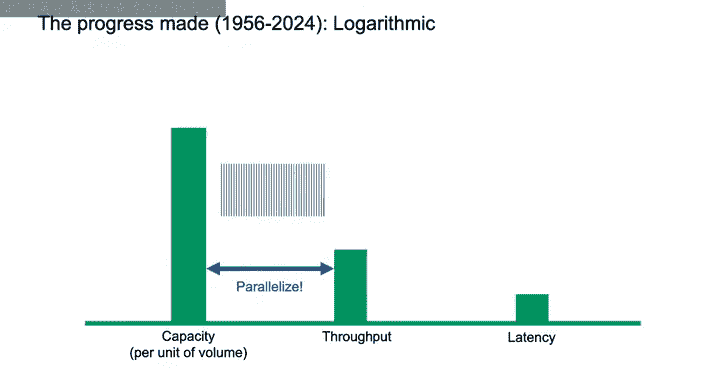 The progress made (1956-2024): Logarithmic
Parallelize!
Capacity
(per unit of volume)
Throughput
Latency